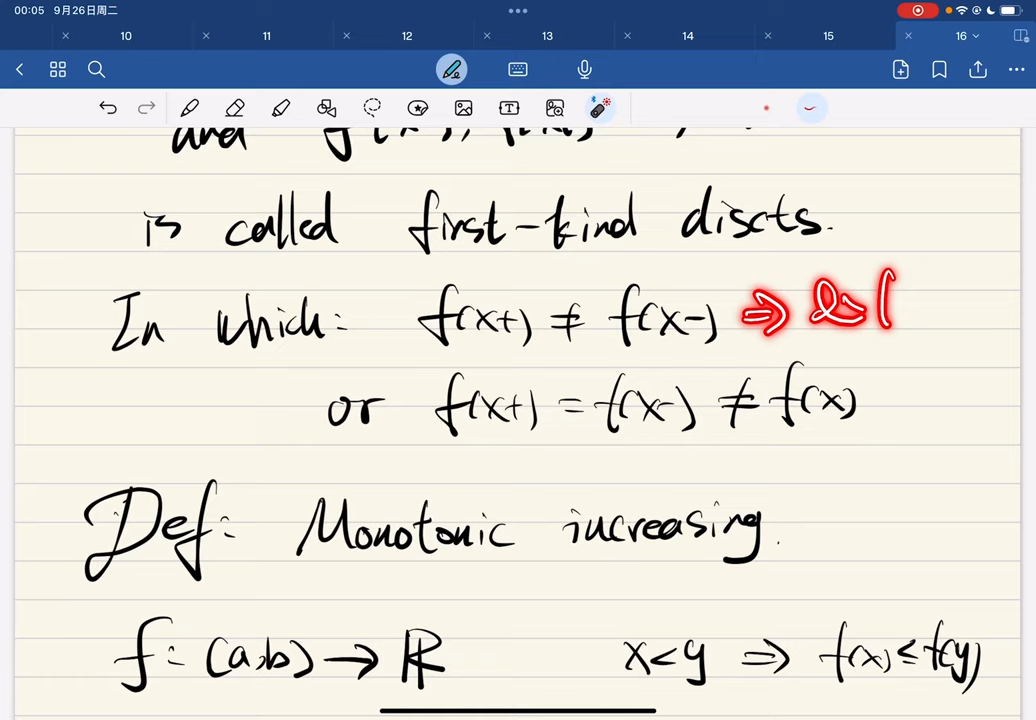 00:05 9月26日周二
10 11 12 13 14 15 16
and
is called first-kind discts.
In which: f(x+) ≠ f(x-) ⇒
or f(x+) = f(x-) ≠ f(x)
Def: Monotonic increasing.
f: (a,b) → ℝ x<y ⇒ f(x) ≤ f(y)